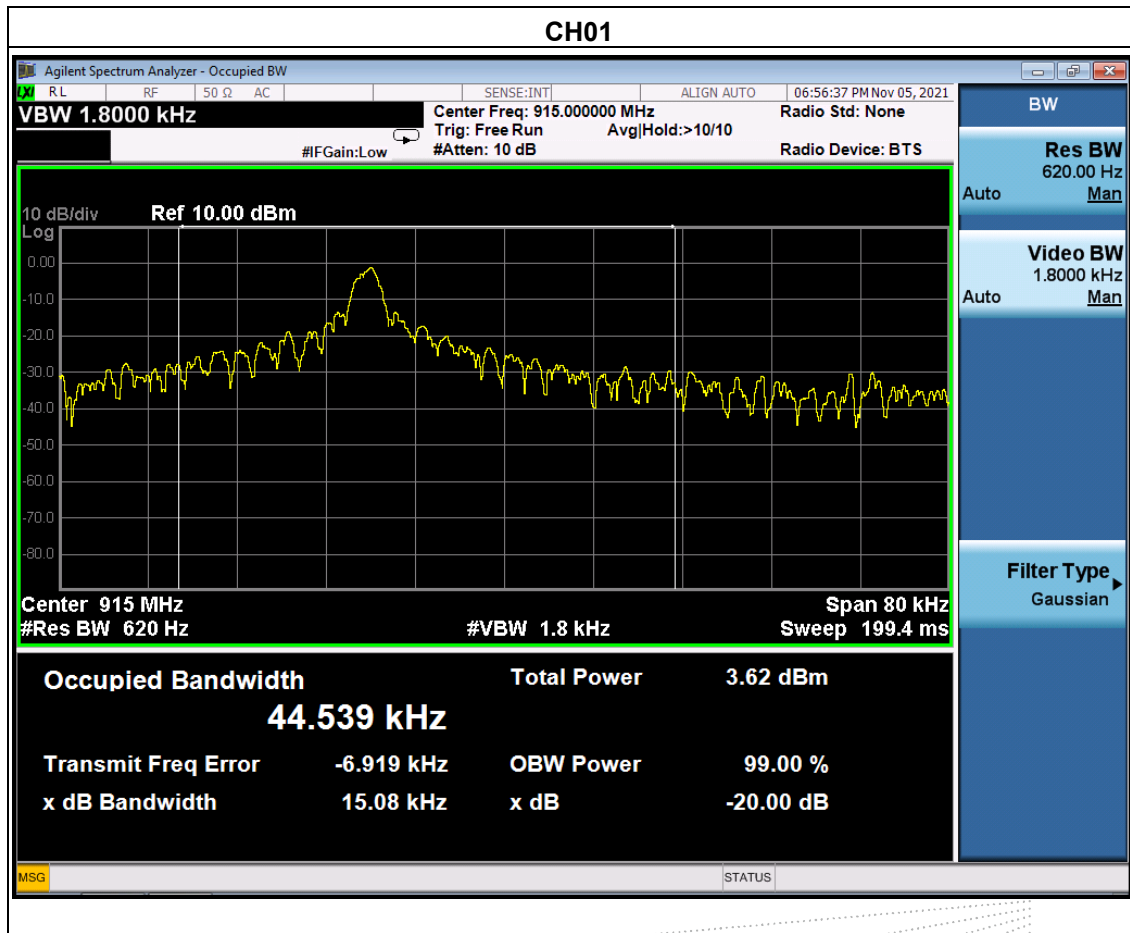 CH01
Agilent Spectrum Analyzer - Occupied BW
LXI RL RF 50 Ω AC SENSE:INT ALIGN AUTO 06:56:37 PM Nov 05, 2021
VBW 1.8000 kHz
Center Freq: 915.000000 MHz Radio Std: None
Trig: Free Run Avg|Hold:>10/10
#IFGain:Low #Atten: 10 dB Radio Device: BTS
10 dB/div Ref 10.00 dBm
Log
0.00
-10.0
-20.0
-30.0
-40.0
-50.0
-60.0
-70.0
-80.0
Center 915 MHz Span 80 kHz
#Res BW 620 Hz #VBW 1.8 kHz Sweep 199.4 ms
Occupied Bandwidth Total Power 3.62 dBm
44.539 kHz
Transmit Freq Error -6.919 kHz OBW Power 99.00 %
x dB Bandwidth 15.08 kHz x dB -20.00 dB
MSG STATUS
BW
Res BW
620.00 Hz
Auto Man
Video BW
1.8000 kHz
Auto Man
Filter Type
Gaussian